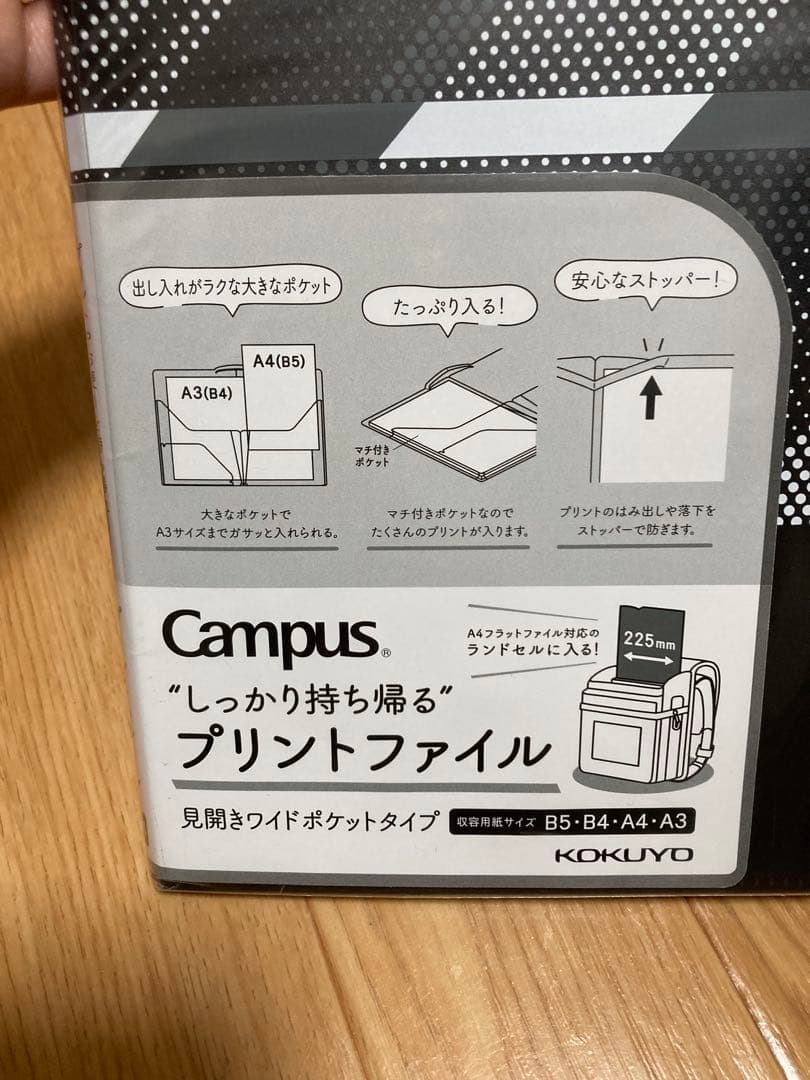 出し入れがラクな大きなポケット
たっぷり入る!
安心なストッパー!
A4(B5)
A3(B4)
マチ付き
ポケット
大きなポケットで
A3サイズまでガサッと入れられる。
マチ付きポケットなので
たくさんのプリントが入ります。
プリントのはみ出しや落下を
ストッパーで防ぎます。
Campus®
A4フラットファイル対応の
ランドセルに入る!
225mm
“しっかり持ち帰る”
プリントファイル
見開きワイドポケットタイプ
収容用紙サイズ B5・B4・A4・A3
KOKUYO